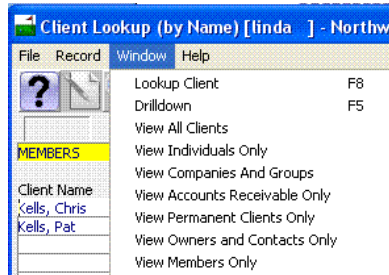 Client Lookup (by Name) [linda ] - Northw
File Record Window Help
Lookup Client F8
Drilldown F5
View All Clients
MEMBERS
View Individuals Only
View Companies And Groups
Client Name
View Accounts Receivable Only
Kells, Chris
View Permanent Clients Only
Kells, Pat
View Owners and Contacts Only
View Members Only